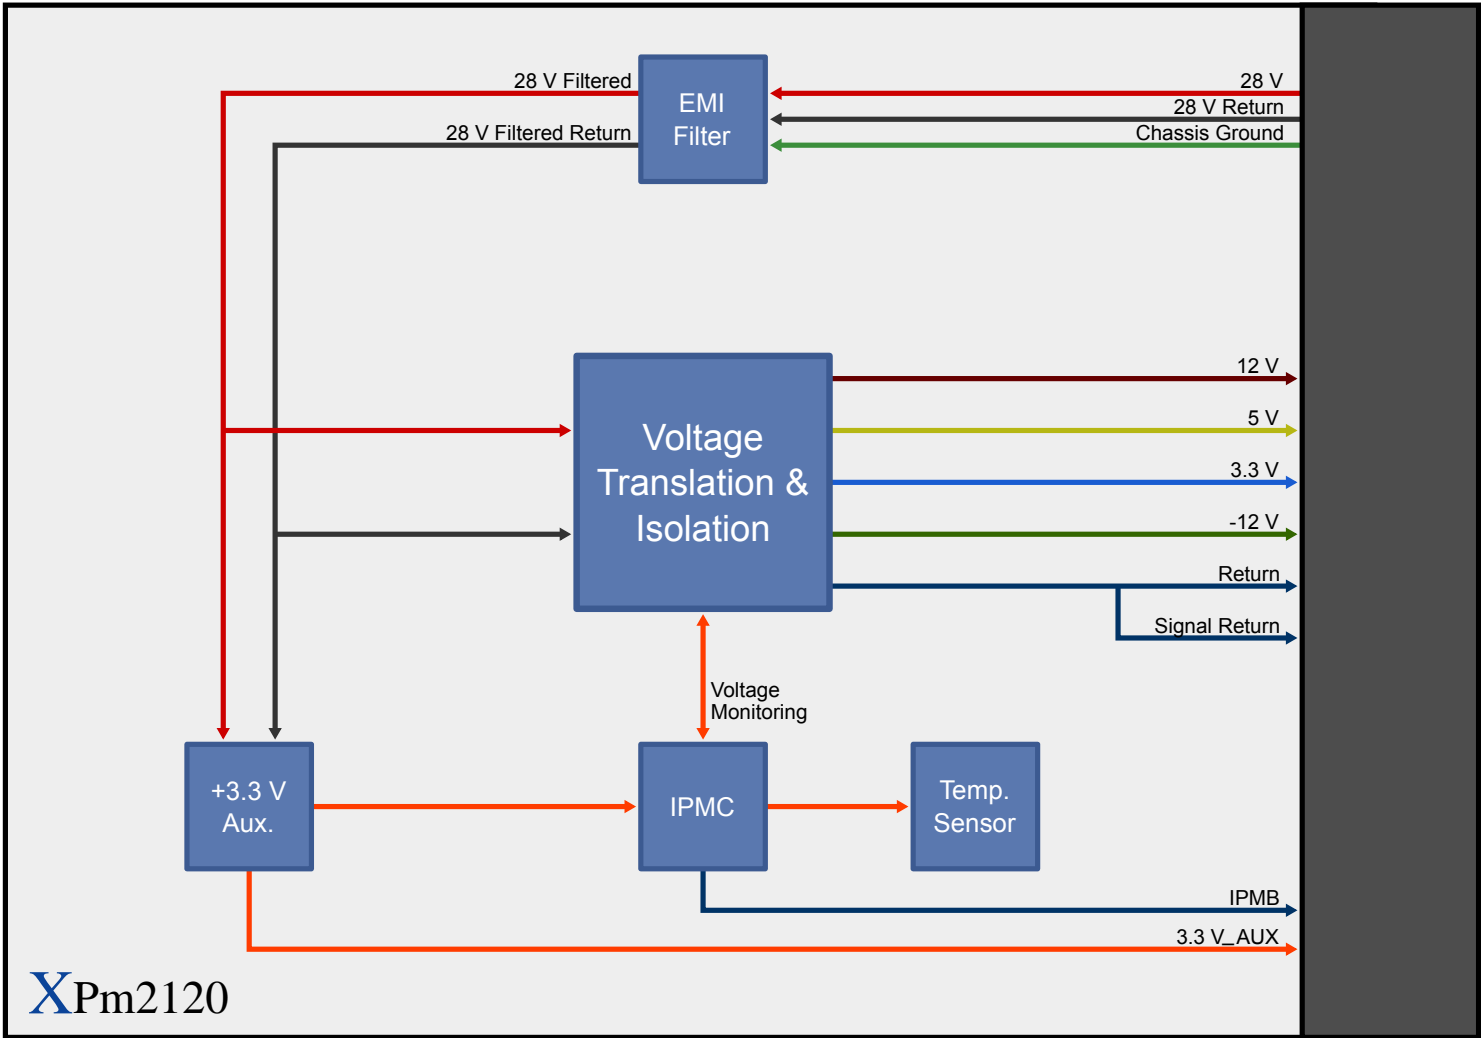 28 V Filtered
28 V Filtered Return
EMI
Filter
28 V
28 V Return
Chassis Ground
Voltage
Translation &
Isolation
12 V
5 V
3.3 V
-12 V
Return
Signal Return
Voltage
Monitoring
+3.3 V
Aux.
IPMC
Temp.
Sensor
IPMB
3.3 V_AUX
XPm2120